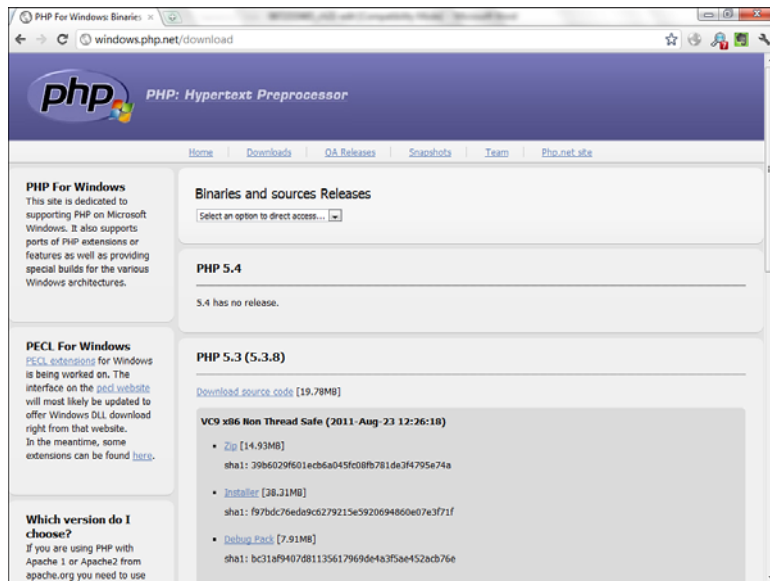 PHP For Windows: Binaries
windows.php.net/download
php
PHP: Hypertext Preprocessor
Home
Downloads
QA Releases
Snapshots
Team
Php.net site
PHP For Windows
This site is dedicated to
supporting PHP on Microsoft
Windows. It also supports
ports of PHP extensions or
features as well as providing
special builds for the various
Windows architectures.
PECL For Windows
PECL extensions for Windows
is being worked on. The
interface on the pecl website
will most likely be updated to
offer Windows DLL download
right from that website.
In the meantime, some
extensions can be found here.
Which version do I
choose?
If you are using PHP with
Apache 1 or Apache2 from
apache.org you need to use
Binaries and sources Releases
Select an option to direct access...
PHP 5.4
5.4 has no release.
PHP 5.3 (5.3.8)
Download source code [19.78MB]
VC9 x86 Non Thread Safe (2011-Aug-23 12:26:18)
Zip [14.93MB]
sha1: 39b6029f601ecb6a045fc08fb781de3f4795e74a
Installer [38.31MB]
sha1: f97bdc76eda9c6279215e5920694860e07e3f71f
Debug Pack [7.91MB]
sha1: bc31af9407d81135617969de4a3f5ae452acb76e